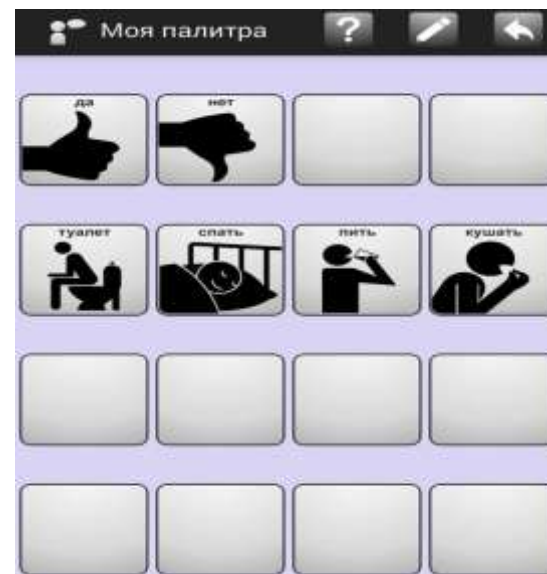 Моя палитра ?
да нет
туалет спать пить кушать